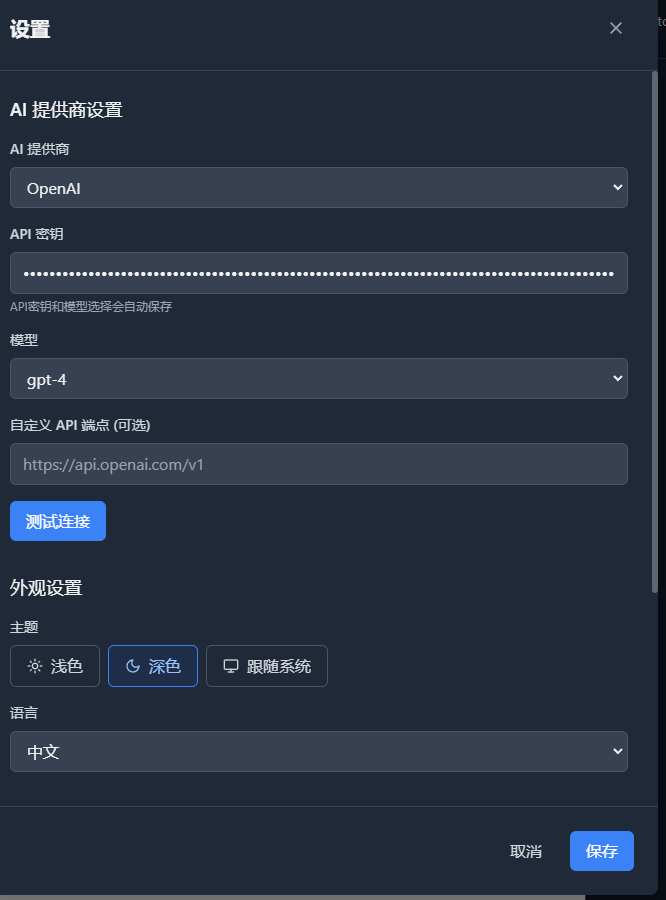 设置
AI 提供商设置
AI 提供商
OpenAI
API 密钥
••••••••••••••••••••••••••••••••••••••••••••••••••••••••••••••••••••••••••••••••••••••••••
API密钥和模型选择会自动保存
模型
gpt-4
自定义 API 端点 (可选)
https://api.openai.com/v1
测试连接
外观设置
主题
浅色 深色 跟随系统
语言
中文
取消 保存